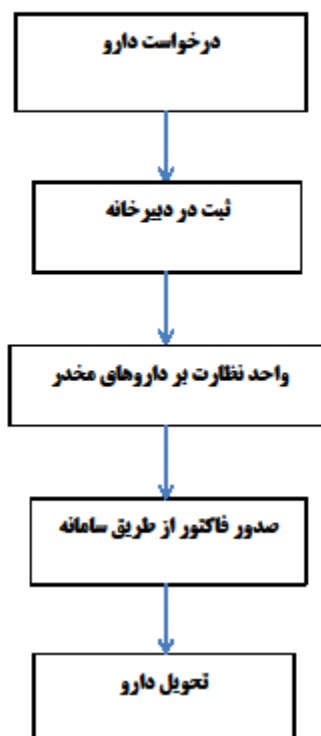 درخواست دارو
ثبت در دبیرخانه
واحد نظارت بر داروهای مخدر
صدور فاکتور از طریق سامانه
تحویل دارو